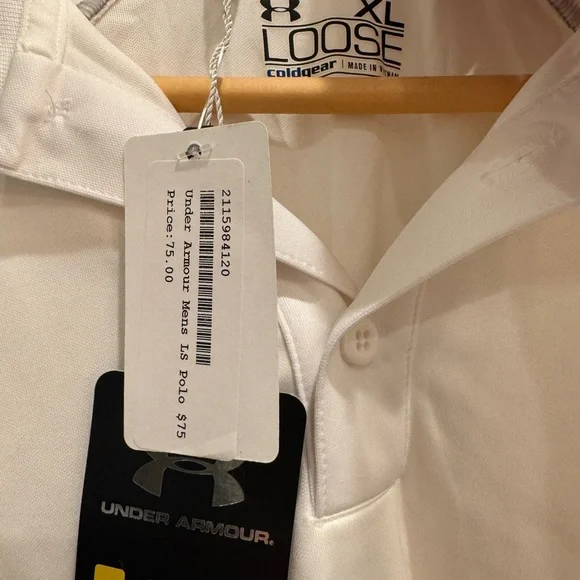 XL
LOOSE
coldgear | MADE IN
2115984120
Under Armour Mens LS Polo $75
Price:75.00
UNDER ARMOUR.